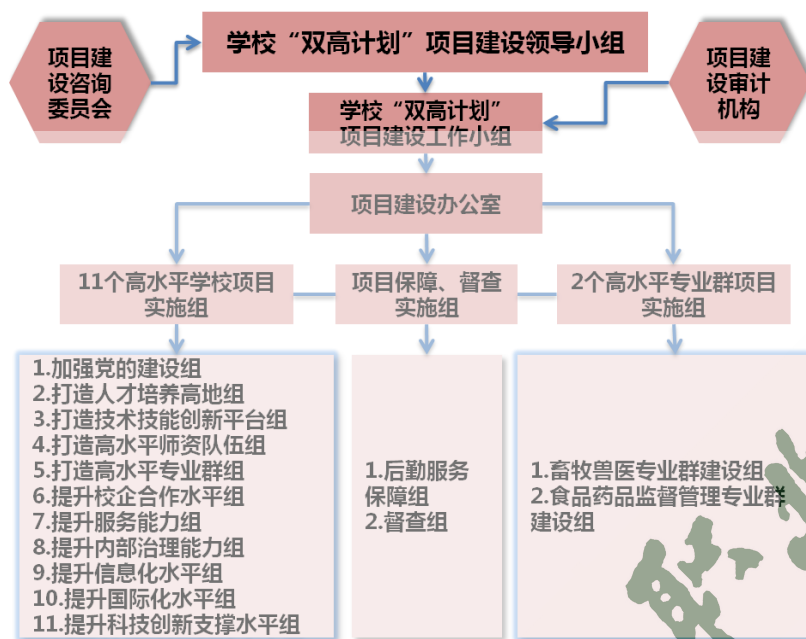 学校“双高计划”项目建设领导小组
项目建
设咨询
委员会
项目建
设审计
机构
学校“双高计划”
项目建设工作小组
项目建设办公室
11个高水平学校项目
实施组
项目保障、督查
实施组
2个高水平专业群项目
实施组
1.加强党的建设组
2.打造人才培养高地组
3.打造技术技能创新平台组
4.打造高水平师资队伍组
5.打造高水平专业群组
6.提升校企合作水平组
7.提升服务能力组
8.提升内部治理能力组
9.提升信息化水平组
10.提升国际化水平组
11.提升科技创新支撑水平组
1.后勤服务
保障组
2.督查组
1.畜牧兽医专业群建设组
2.食品药品监督管理专业群
建设组